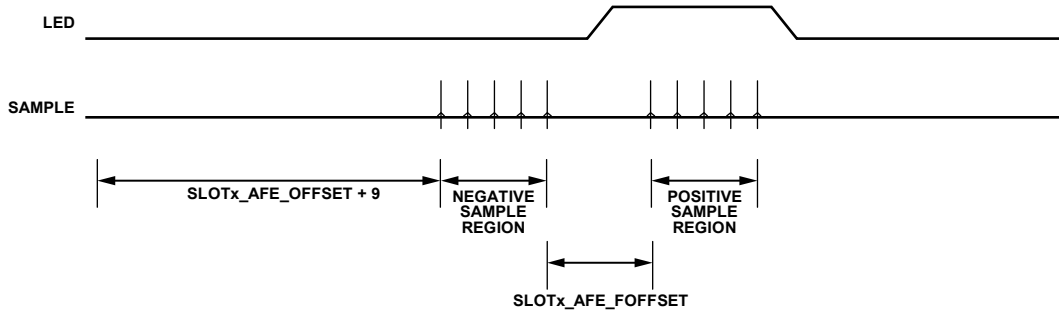 LED
SAMPLE
SLOTx_AFE_OFFSET + 9
NEGATIVE
SAMPLE
REGION
POSITIVE
SAMPLE
REGION
SLOTx_AFE_FOFFSET